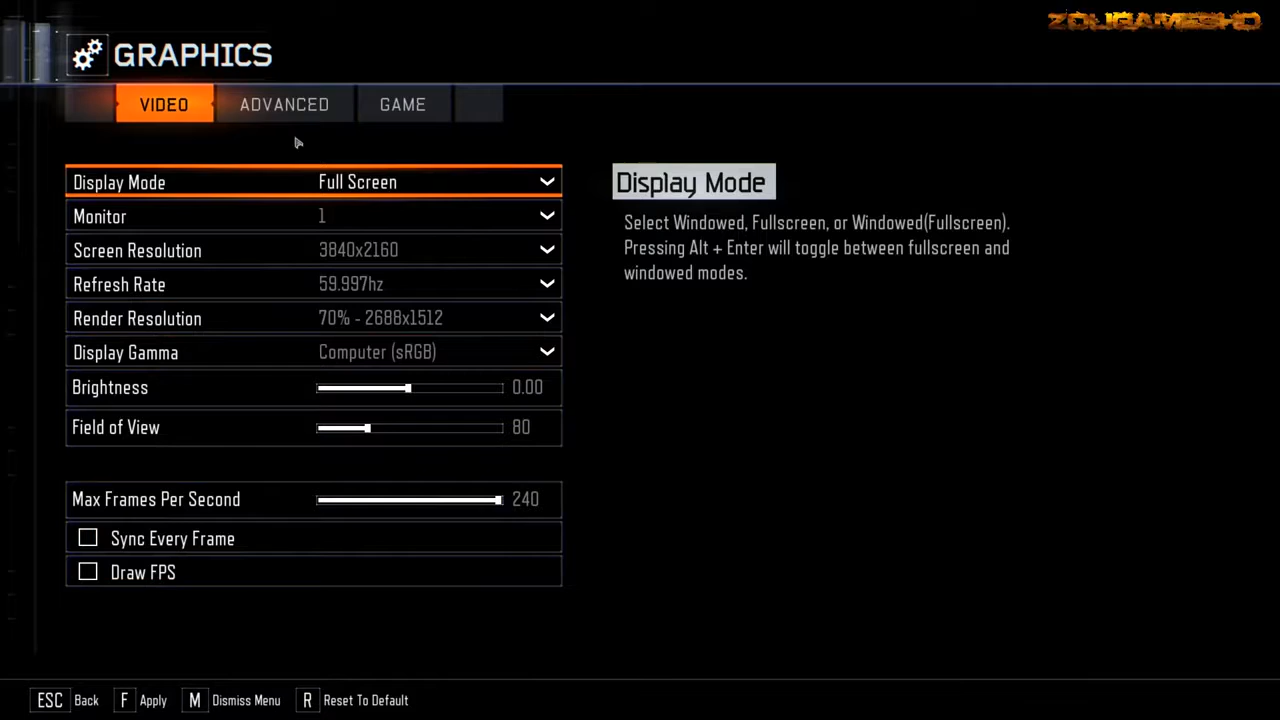 ZOLIGAMESHD
GRAPHICS
VIDEO ADVANCED GAME
Display Mode Full Screen
Monitor 1
Screen Resolution 3840x2160
Refresh Rate 59.997hz
Render Resolution 70% - 2688x1512
Display Gamma Computer (sRGB)
Brightness 0.00
Field of View 80
Max Frames Per Second 240
Sync Every Frame
Draw FPS
Display Mode
Select Windowed, Fullscreen, or Windowed(Fullscreen).
Pressing Alt + Enter will toggle between fullscreen and
windowed modes.
ESC Back F Apply M Dismiss Menu R Reset To Default